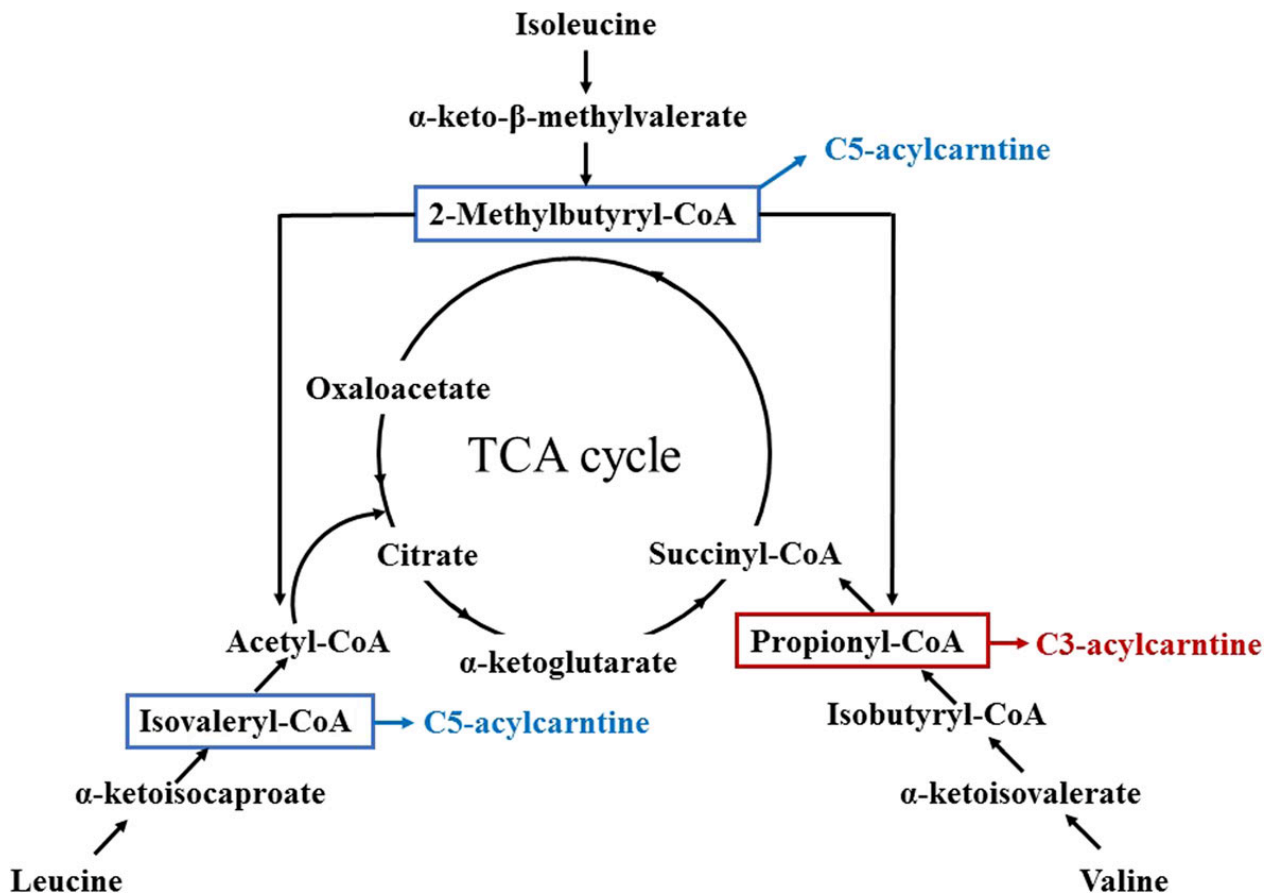 Isoleucine
α-keto-β-methylvalerate
C5-acylcarntine
2-Methylbutyryl-CoA
Oxaloacetate
TCA cycle
Citrate
Succinyl-CoA
Acetyl-CoA
α-ketoglutarate
Propionyl-CoA
C3-acylcarntine
Isovaleryl-CoA
C5-acylcarntine
Isobutyryl-CoA
α-ketoisocaproate
α-ketoisovalerate
Leucine
Valine